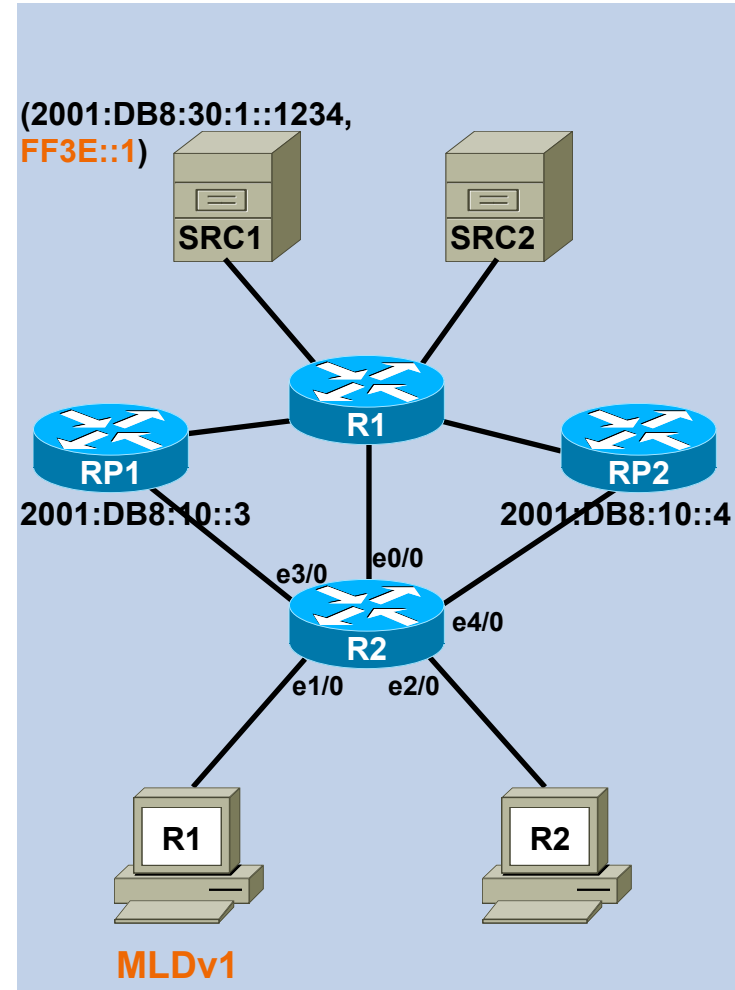 (2001:DB8:30:1::1234,
FF3E::1)
SRC1
SRC2
R1
RP1
RP2
2001:DB8:10::3
2001:DB8:10::4
e3/0
e0/0
e4/0
R2
e1/0
e2/0
R1
R2
MLDv1